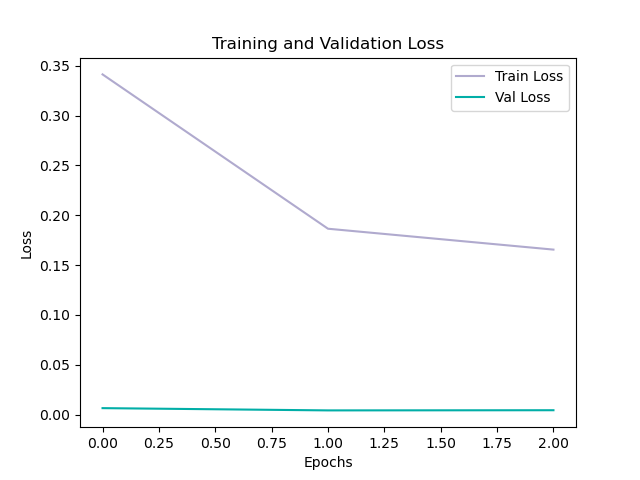 Training and Validation Loss
Train Loss
Val Loss
0.35
0.30
0.25
0.20
0.15
0.10
0.05
0.00
Loss
0.00 0.25 0.50 0.75 1.00 1.25 1.50 1.75 2.00
Epochs